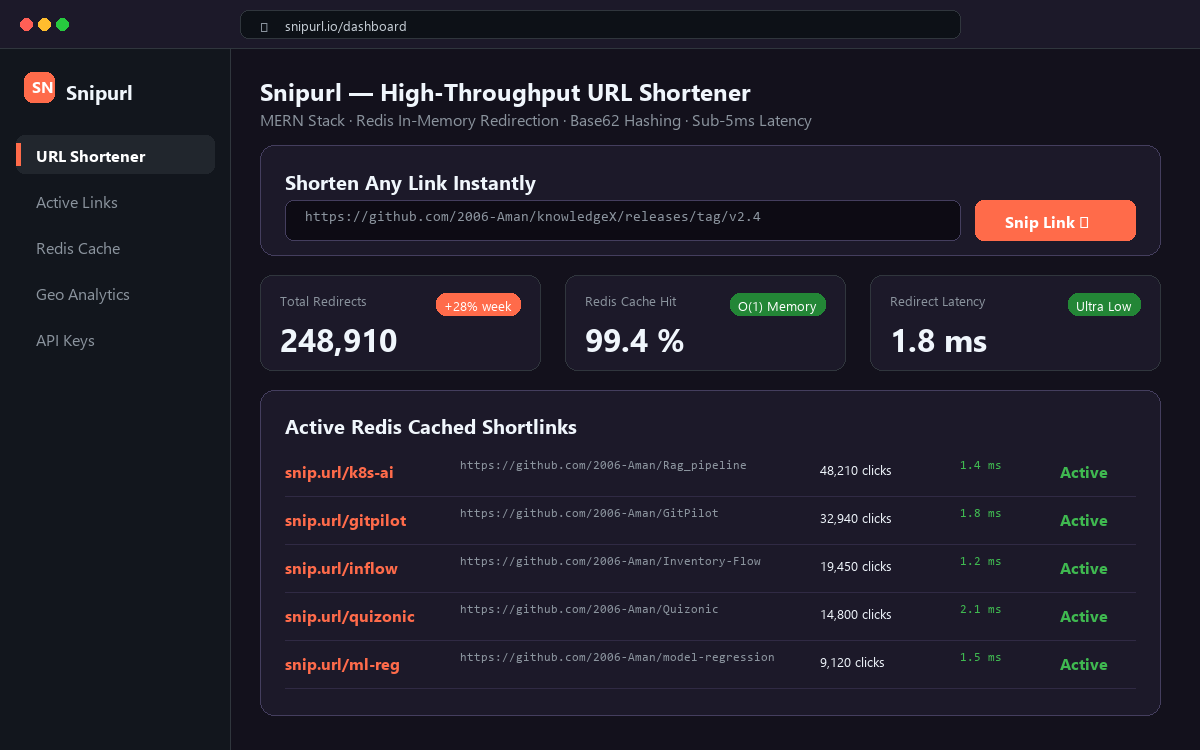 snipurl.io/dashboard
SN Snipurl
URL Shortener
Active Links
Redis Cache
Geo Analytics
API Keys
Snipurl — High-Throughput URL Shortener
MERN Stack · Redis In-Memory Redirection · Base62 Hashing · Sub-5ms Latency
Shorten Any Link Instantly
https://github.com/2006-Aman/knowledgeX/releases/tag/v2.4
Snip Link
Total Redirects
+28% week
248,910
Redis Cache Hit
O(1) Memory
99.4 %
Redirect Latency
Ultra Low
1.8 ms
Active Redis Cached Shortlinks
snip.url/k8s-ai https://github.com/2006-Aman/Rag_pipeline 48,210 clicks 1.4 ms Active
snip.url/gitpilot https://github.com/2006-Aman/GitPilot 32,940 clicks 1.8 ms Active
snip.url/inflow https://github.com/2006-Aman/Inventory-Flow 19,450 clicks 1.2 ms Active
snip.url/quizonic https://github.com/2006-Aman/Quizonic 14,800 clicks 2.1 ms Active
snip.url/ml-reg https://github.com/2006-Aman/model-regression 9,120 clicks 1.5 ms Active